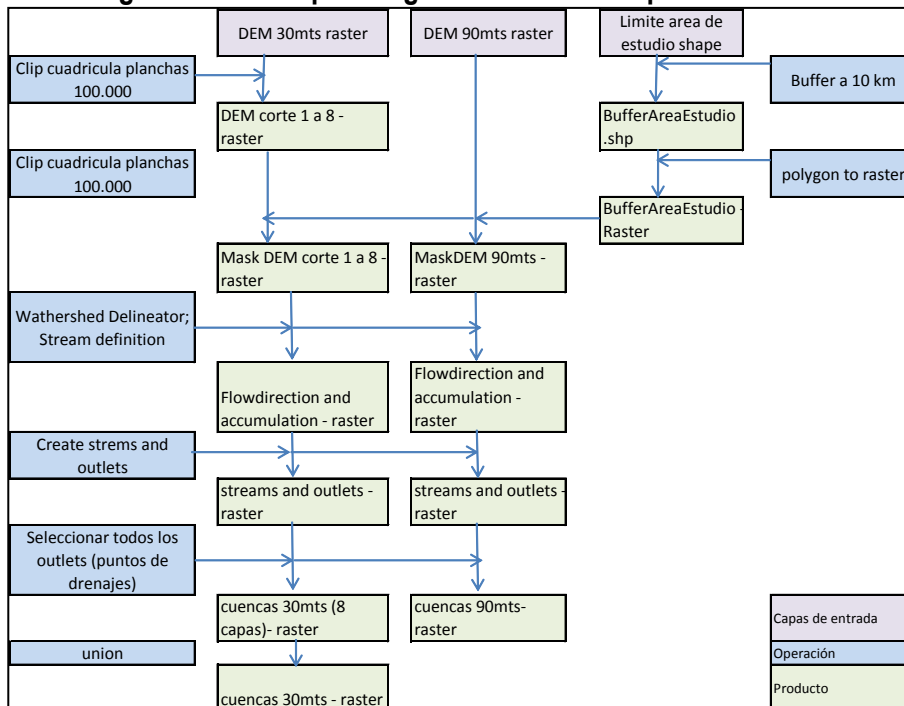 DEM 30mts raster
DEM 90mts raster
Limite area de
estudio shape
Clip cuadricula planchas
100.000
Buffer a 10 km
DEM corte 1 a 8 -
raster
BufferAreaEstudio
.shp
Clip cuadricula planchas
100.000
polygon to raster
BufferAreaEstudio -
Raster
Mask DEM corte 1 a 8 -
raster
MaskDEM 90mts -
raster
Wathershed Delineator;
Stream definition
Flowdirection and
accumulation - raster
Flowdirection and
accumulation -
raster
Create strems and
outlets
streams and outlets -
raster
streams and outlets -
raster
Seleccionar todos los
outlets (puntos de
drenajes)
cuencas 30mts (8
capas)- raster
cuencas 90mts-
raster
Capas de entrada
union
Operación
cuencas 30mts - raster
Producto